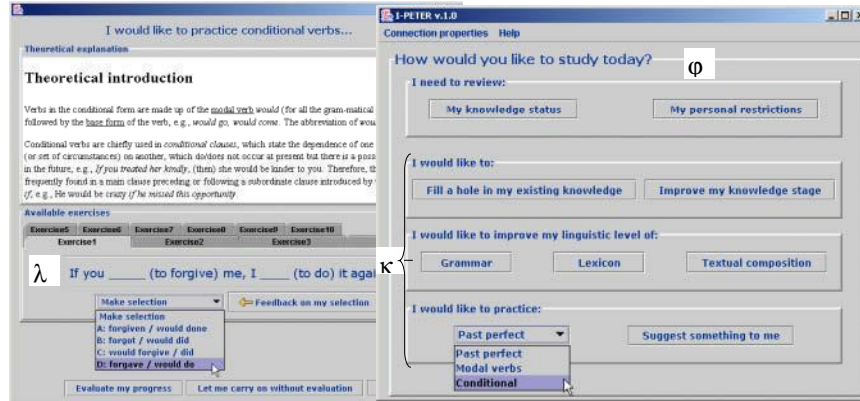 I would like to practice conditional verbs...
Theoretical explanation
Theoretical introduction
Verbs in the conditional form are made up of the modal verb would (for all the gram-matical
followed by the base form of the verb, e.g., would go, would come. The abbreviation of wou
Conditional verbs are chiefly used in conditional clauses, which state the dependence of one
(or set of circumstances) on another, which do/does not occur at present but there is a poss
in the future, e.g., If you treated her kindly, (then) she would be kinder to you. Therefore, th
frequently found in a main clause preceding or following a subordinate clause introduced by
if, e.g., He would be crazy if he missed this opportunity
Available exercises
Exercise5 Exercise6 Exercise7 Exercise8 Exercise9 Exercise10
Exercise1 Exercise2 Exercise3
λ
If you _____ (to forgive) me, I _____ (to do) it agai
Make selection
Feedback on my selection
Make selection
A: forgiven / would done
B: forgot / would did
C: would forgive / did
D: forgave / would do
Evaluate my progress
Let me carry on without evaluation
I-PETER v.1.0
Connection properties Help
How would you like to study today?
φ
I need to review:
My knowledge status
My personal restrictions
κ
I would like to:
Fill a hole in my existing knowledge
Improve my knowledge stage
I would like to improve my linguistic level of:
Grammar
Lexicon
Textual composition
I would like to practice:
Past perfect
Suggest something to me
Past perfect
Modal verbs
Conditional